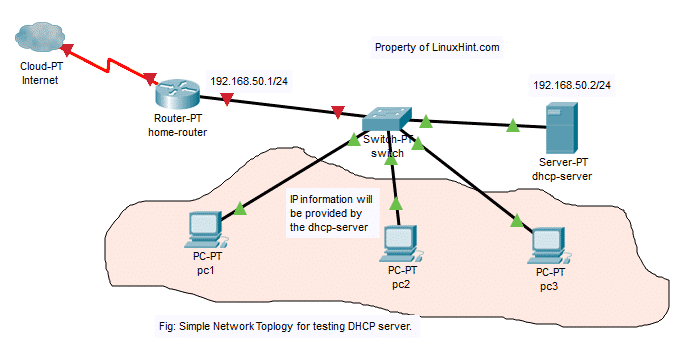 Property of LinuxHint.com
Cloud-PT
Internet
192.168.50.1/24
192.168.50.2/24
Router-PT
home-router
Switch-PT
switch
Server-PT
dhcp-server
IP information will
be provided by
the dhcp-server
PC-PT
pc1
PC-PT
pc2
PC-PT
pc3
Fig: Simple Network Toplogy for testing DHCP server.